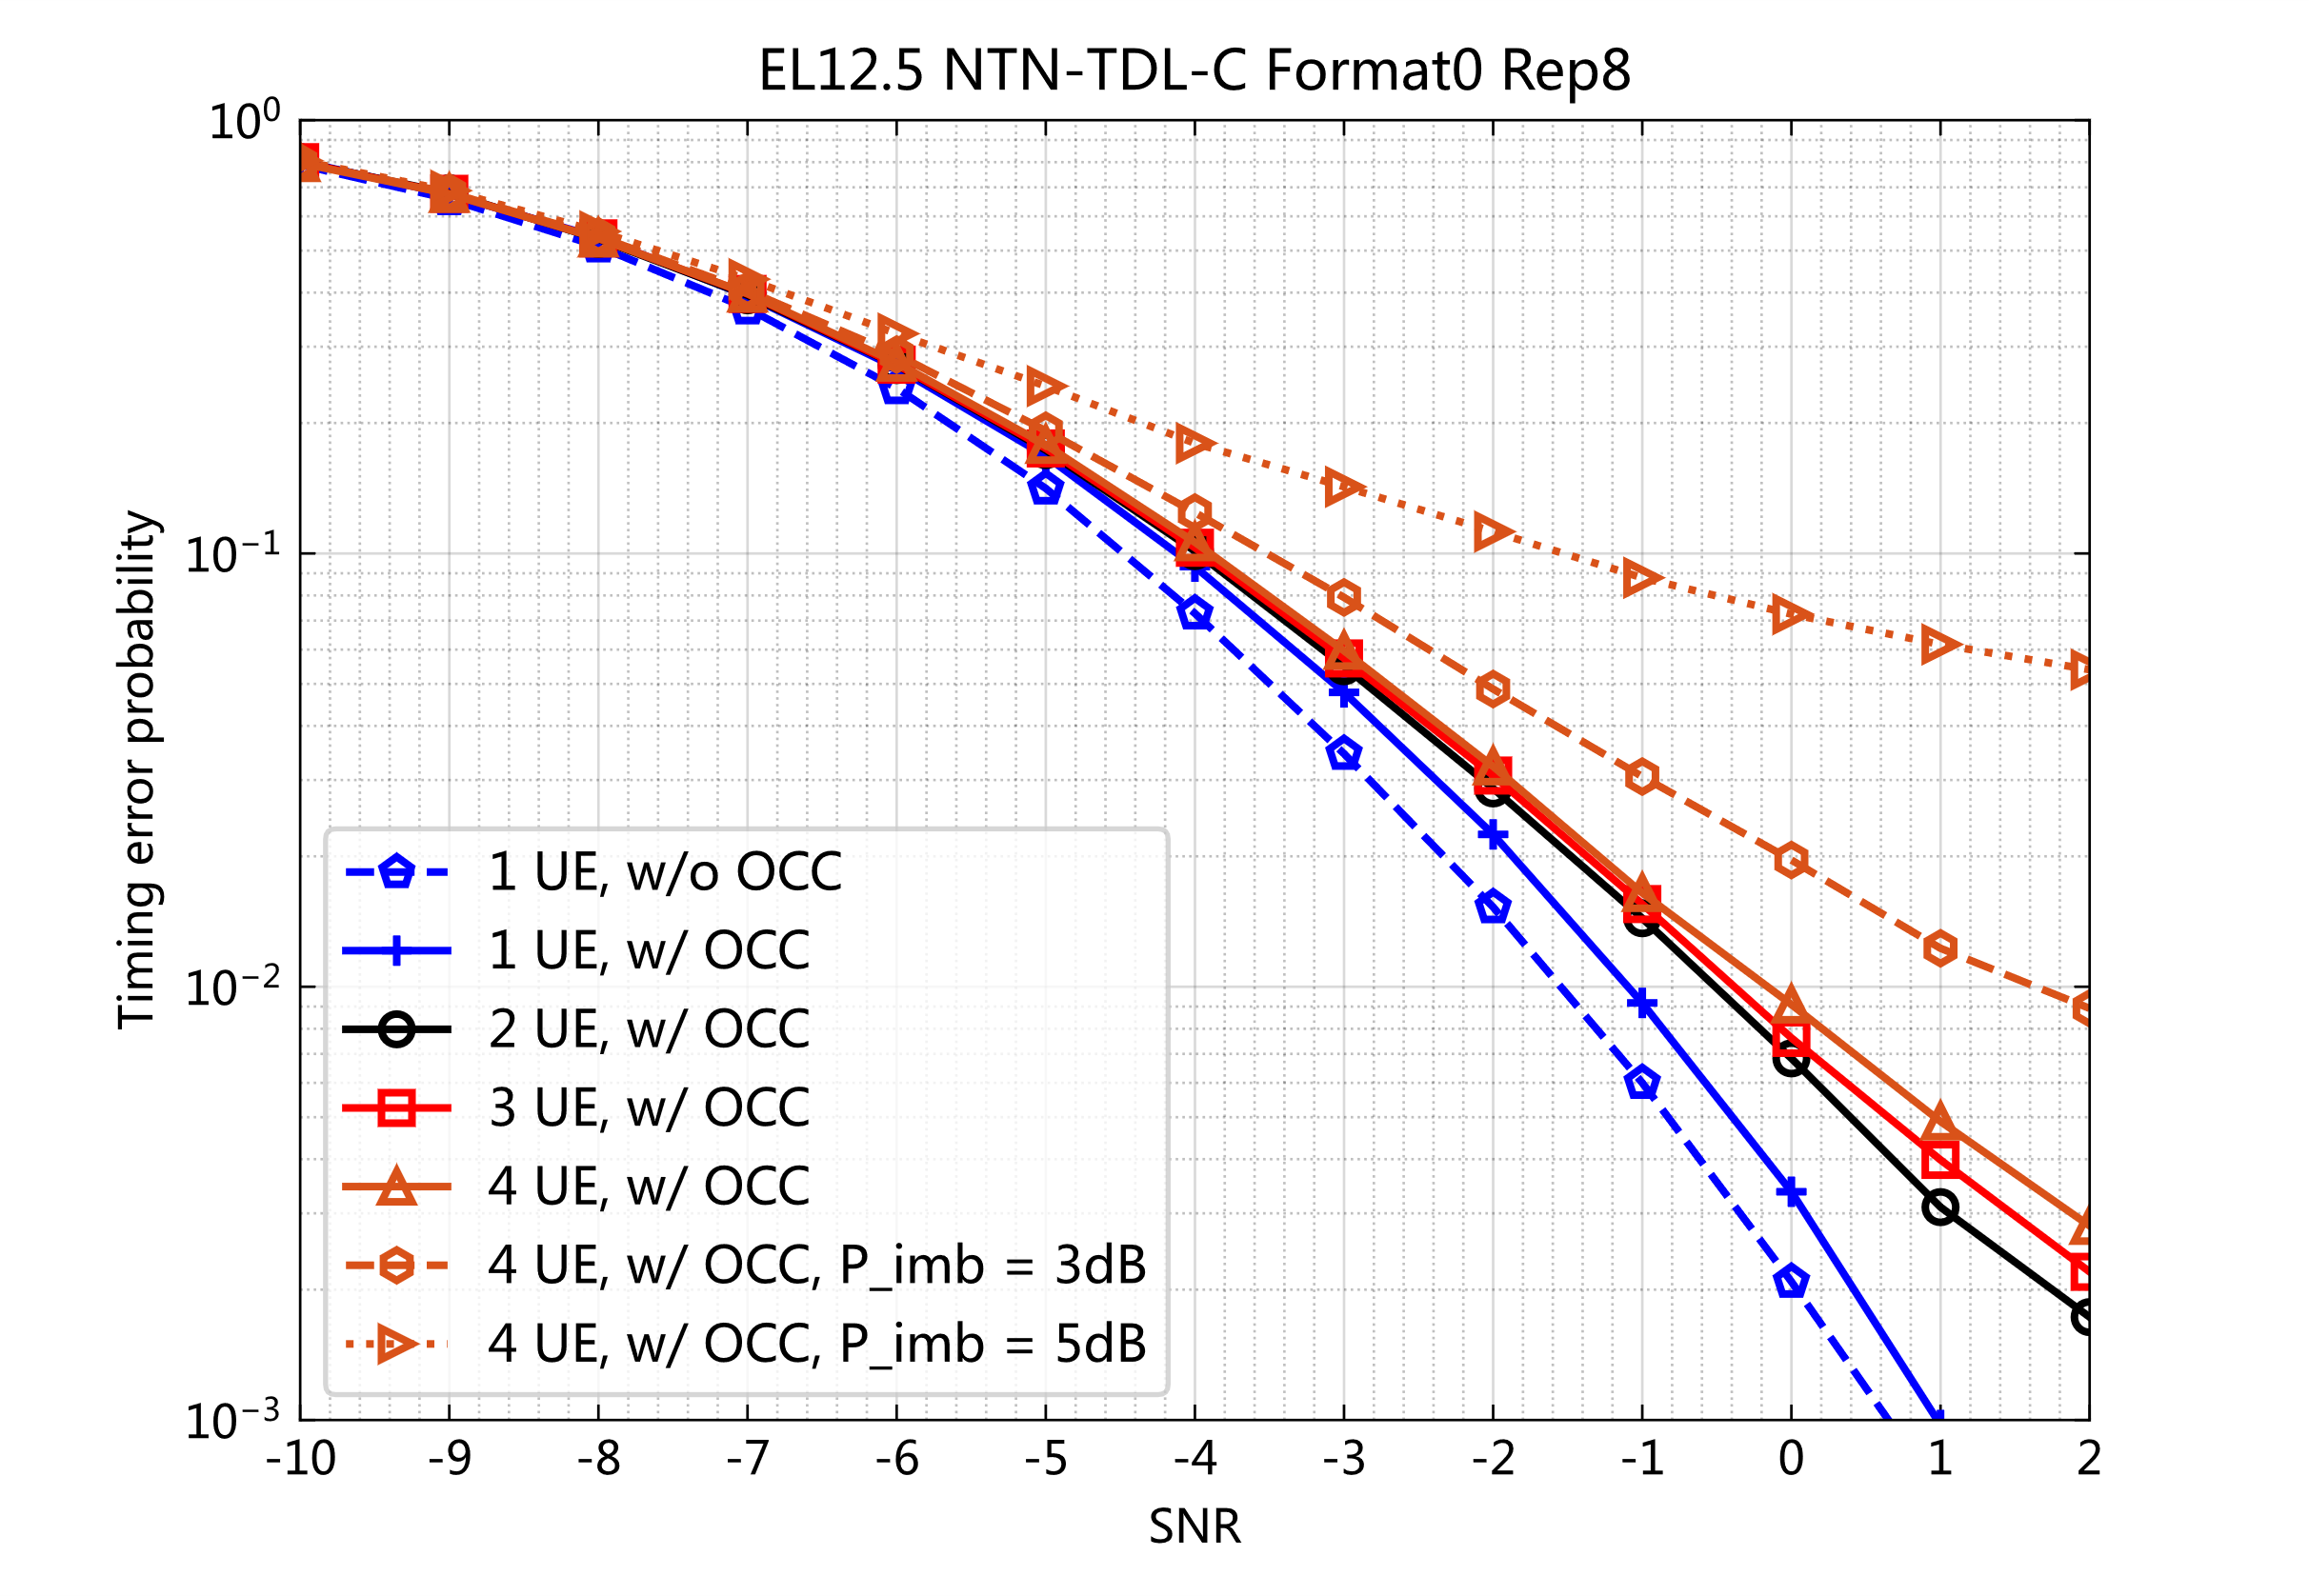 EL12.5 NTN-TDL-C Format0 Rep8
10⁰
10⁻¹
10⁻²
10⁻³
Timing error probability
1 UE, w/o OCC
1 UE, w/ OCC
2 UE, w/ OCC
3 UE, w/ OCC
4 UE, w/ OCC
4 UE, w/ OCC, P_imb = 3dB
4 UE, w/ OCC, P_imb = 5dB
-10 -9 -8 -7 -6 -5 -4 -3 -2 -1 0 1 2
SNR